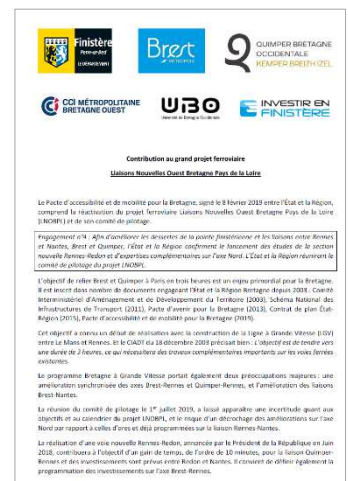 Finistère
Penn-ar-Bed
LE DÉPARTEMENT
Brest
MÉTROPOLE
QUIMPER BRETAGNE
OCCIDENTALE
KEMPER BREIZH IZEL
CCI MÉTROPOLITAINE
BRETAGNE OUEST
UBO
Université de Bretagne Occidentale
INVESTIR EN
FINISTÈRE
Contribution au grand projet ferroviaire
Liaisons Nouvelles Ouest Bretagne Pays de la Loire
Le Pacte d'accessibilité et de mobilité pour la Bretagne, signé le 8 février 2019 entre l'État et la Région,
comprend la réactivation du projet ferroviaire Liaisons Nouvelles Ouest Bretagne Pays de la Loire
(LNOBPL) et de son comité de pilotage.
Engagement n°4 : Afin d'améliorer les dessertes de la pointe finistérienne et les liaisons entre Rennes
et Nantes, Brest et Quimper, l'État et la Région confirment le lancement des études de la section
nouvelle Rennes-Redon et d'expertises complémentaires sur l'axe Nord. L'État et la Région réuniront le
comité de pilotage du projet LNOBPL.
L'objectif de relier Brest et Quimper à Paris en trois heures est un enjeu primordial pour la Bretagne.
Il est inscrit dans nombre de documents engageant l'État et la Région Bretagne depuis 2003 : Comité
Interministériel d'Aménagement et de Développement du Territoire (2003), Schéma National des
Infrastructures de Transport (2011), Pacte d'avenir pour la Bretagne (2013), Contrat de plan État-
Région (2015), Pacte d'accessibilité et de mobilité pour la Bretagne (2019).
Cet objectif a connu un début de réalisation avec la construction de la Ligne à Grande Vitesse (LGV)
entre Le Mans et Rennes. Et le CIADT du 18 décembre 2003 précisait bien : L'objectif est de tendre vers
une durée de 3 heures, ce qui nécessitera des travaux complémentaires importants sur les voies ferrées
existantes.
Le programme Bretagne à Grande Vitesse portait également deux préoccupations majeures : une
amélioration synchronisée des axes Brest-Rennes et Quimper-Rennes, et l'amélioration des liaisons
Brest-Nantes.
La réunion du comité de pilotage le 1er juillet 2019, a laissé apparaître une incertitude quant aux
objectifs et au calendrier du projet LNOBPL, et le risque d'un décrochage des améliorations sur l'axe
Nord par rapport à celles d'ores et déjà programmées sur la liaison Rennes-Nantes.
La réalisation d'une voie nouvelle Rennes-Redon, annoncée par le Président de la République en Juin
2018, contribuera à l'objectif d'un gain de temps, de l'ordre de 10 minutes, pour la liaison Quimper-
Rennes et des investissements sont prévus entre Redon et Nantes. Il convient de définir également la
programmation des investissements sur l'axe Brest-Rennes.